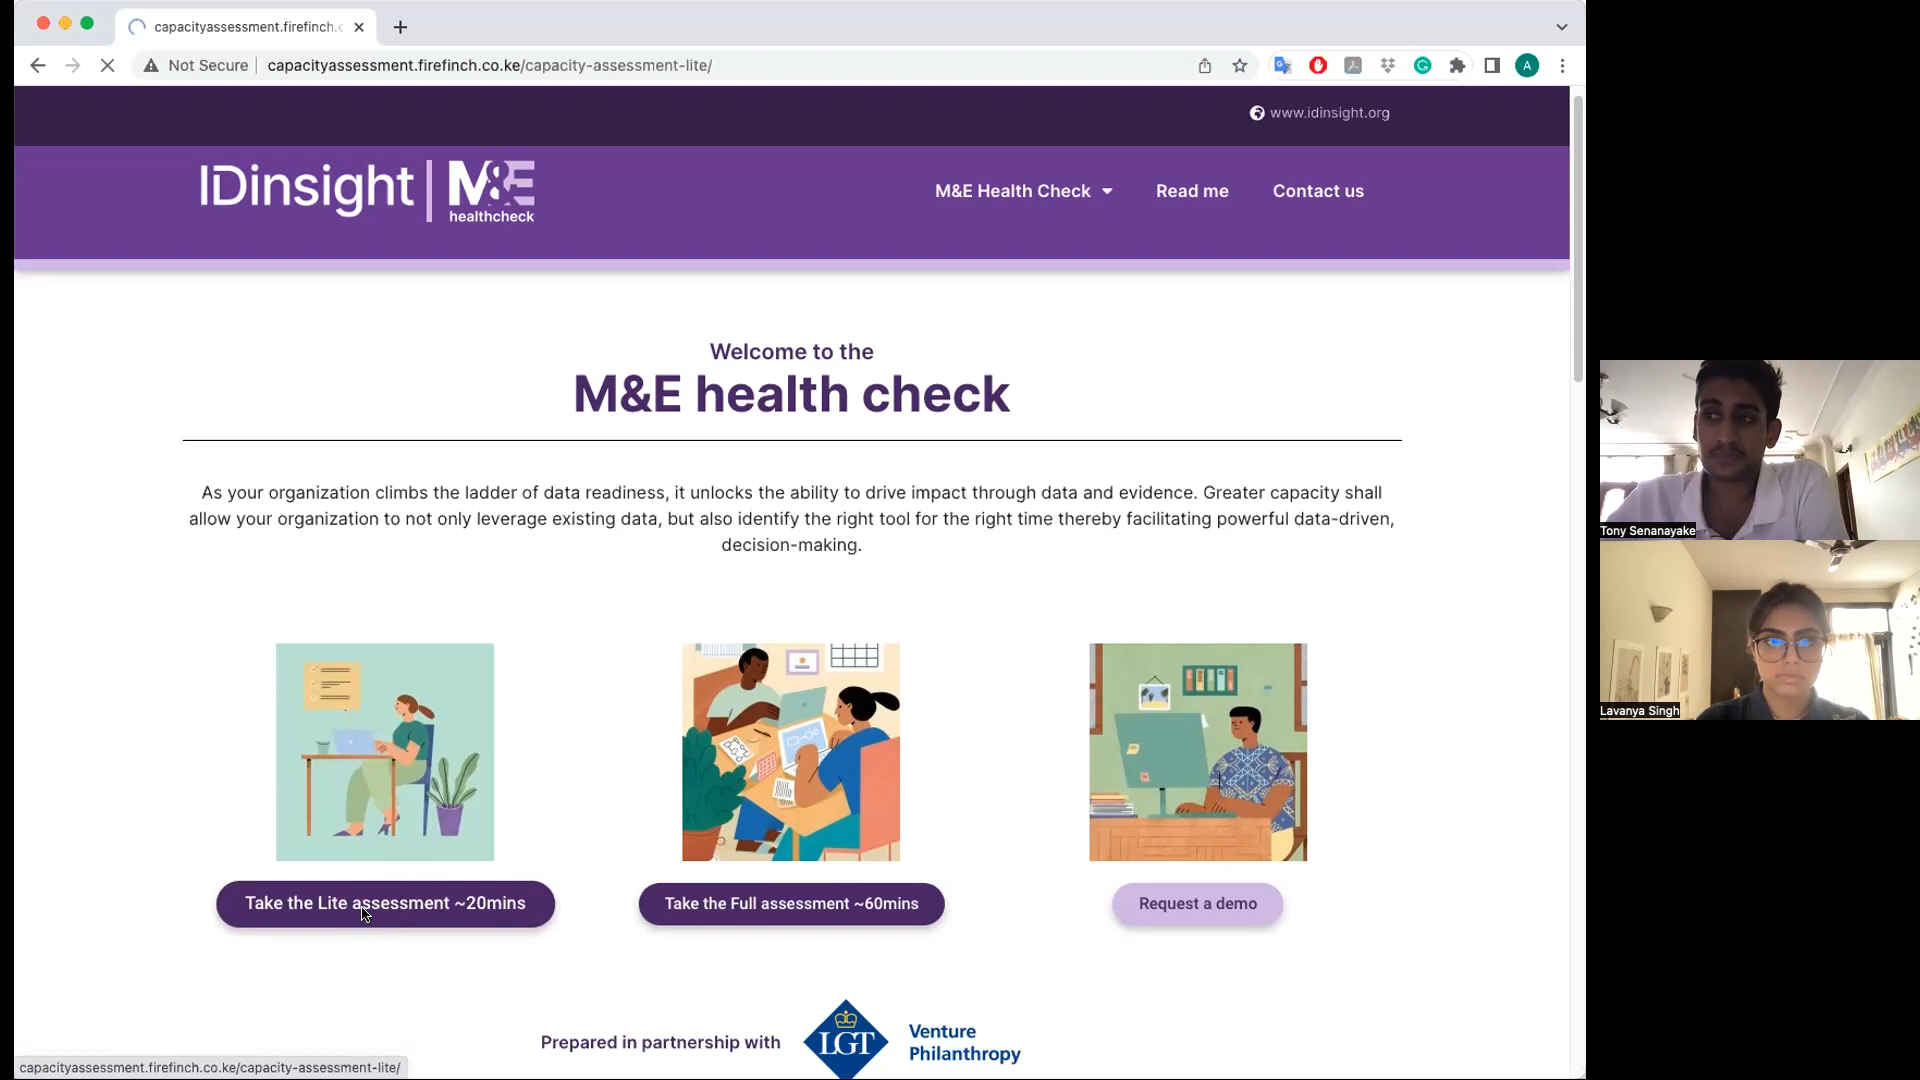 capacityassessment.firefinch.c
Not Secure
capacityassessment.firefinch.co.ke/capacity-assessment-lite/
A
www.idinsight.org
IDinsight
M&E
healthcheck
M&E Health Check
Read me
Contact us
Welcome to the
M&E health check
As your organization climbs the ladder of data readiness, it unlocks the ability to drive impact through data and evidence. Greater capacity shall
allow your organization to not only leverage existing data, but also identify the right tool for the right time thereby facilitating powerful data-driven,
decision-making.
Take the Lite assessment ~20mins
Take the Full assessment ~60mins
Request a demo
Prepared in partnership with
LGT
Venture
Philanthropy
capacityassessment.firefinch.co.ke/capacity-assessment-lite/
Tony Senanayake
Lavanya Singh